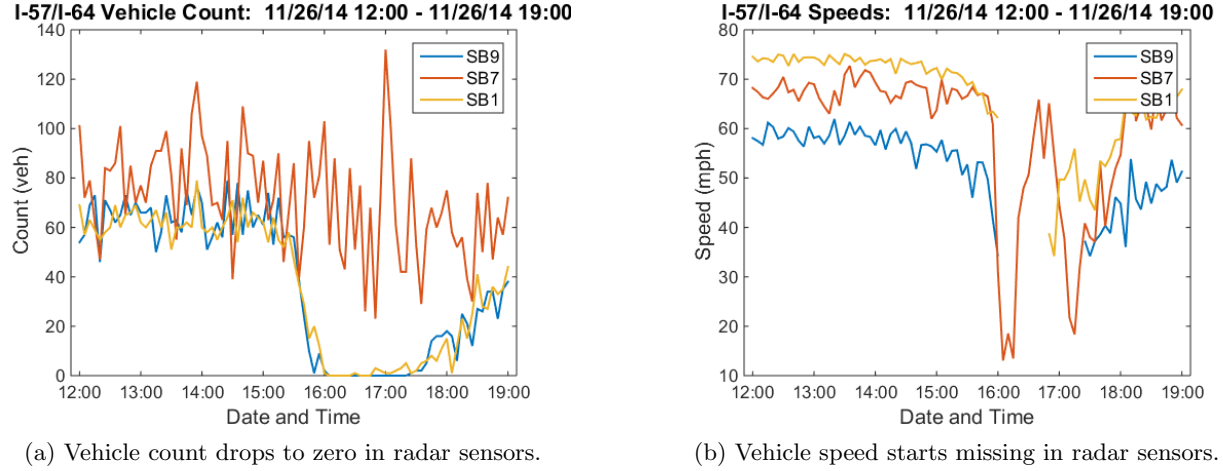 I-57/I-64 Vehicle Count:  11/26/14 12:00 - 11/26/14 19:00
140
120
100
80
60
40
20
0
Count (veh)
SB9
SB7
SB1
12:00 13:00 14:00 15:00 16:00 17:00 18:00 19:00
Date and Time
(a) Vehicle count drops to zero in radar sensors.
I-57/I-64 Speeds:  11/26/14 12:00 - 11/26/14 19:00
80
70
60
50
40
30
20
10
Speed (mph)
SB9
SB7
SB1
12:00 13:00 14:00 15:00 16:00 17:00 18:00 19:00
Date and Time
(b) Vehicle speed starts missing in radar sensors.